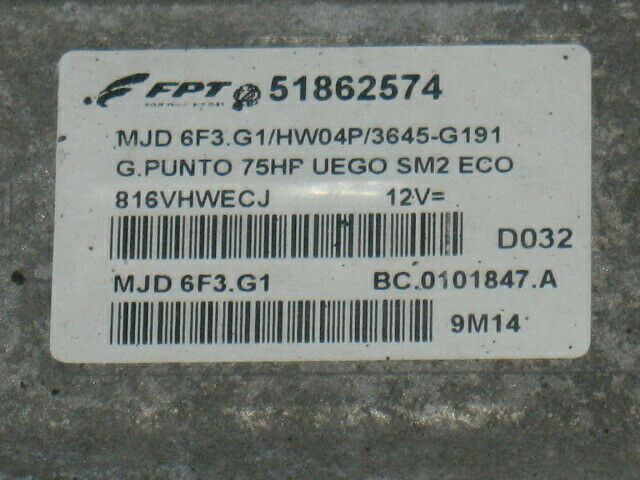 FPT 51862574
MJD 6F3.G1/HW04P/3645-G191
G.PUNTO 75HP UEGO SM2 ECO
816VHWECJ 12V=
D032
MJD 6F3.G1 BC.0101847.A
9M14